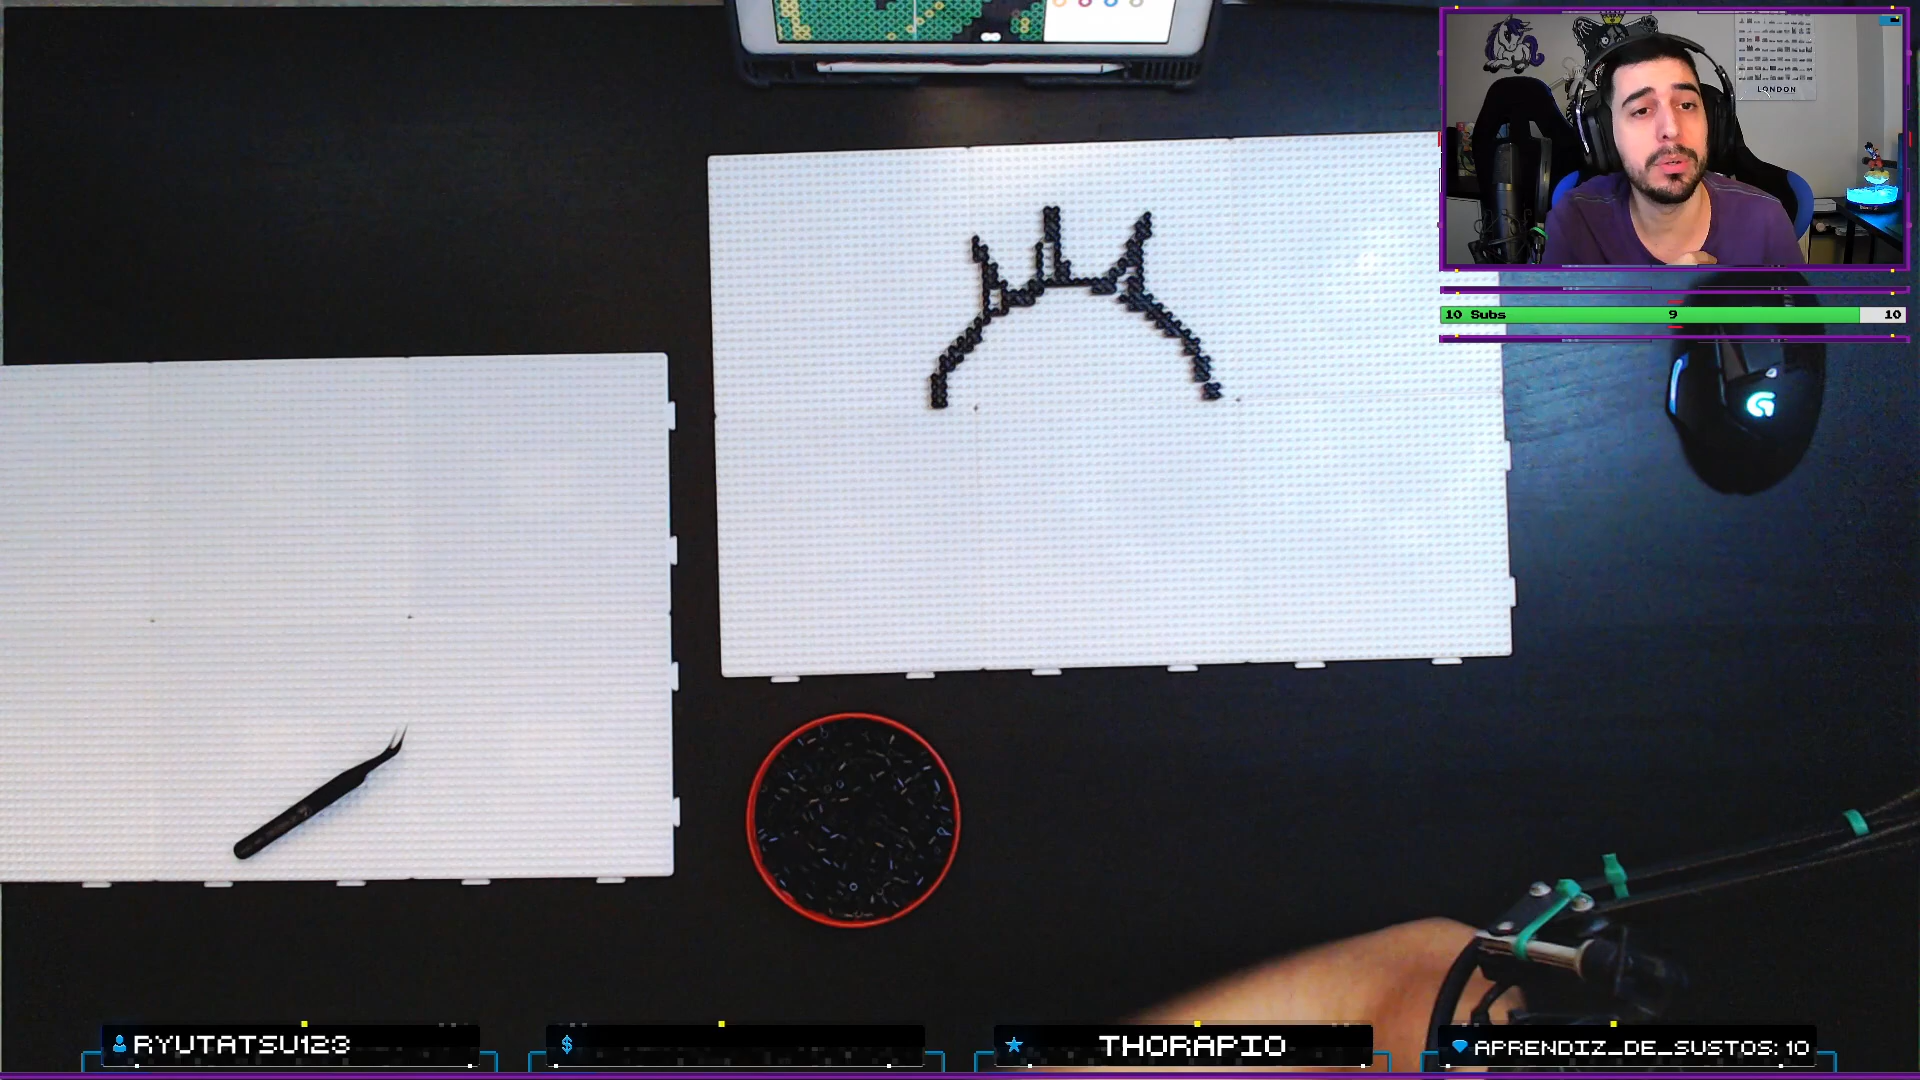 LONDON
10 Subs 9 10
RYUTATSU123
$
THORAPIO
APRENDIZ_DE_SUSTOS: 10